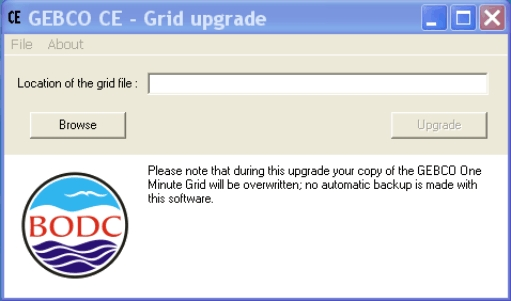 CE GEBCO CE - Grid upgrade
File About
Location of the grid file :
Browse Upgrade
Please note that during this upgrade your copy of the GEBCO One
Minute Grid will be overwritten; no automatic backup is made with
this software.
BODC